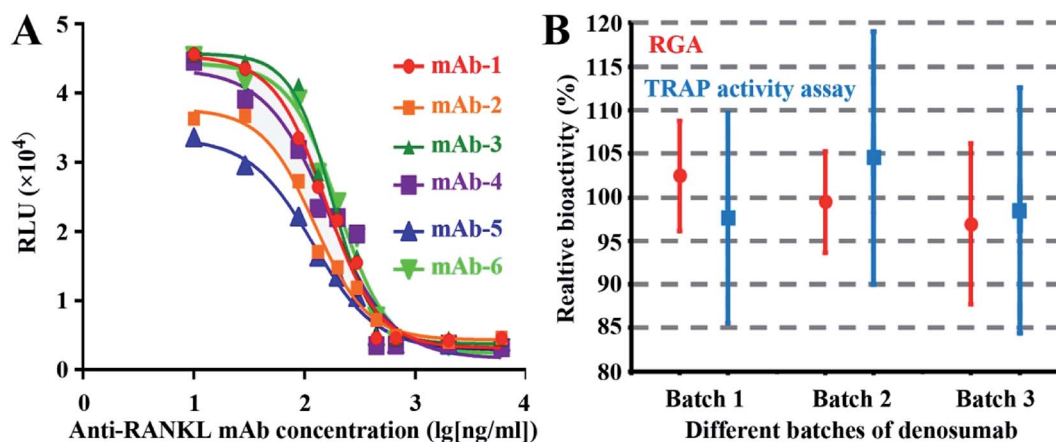 A
RLU (×10⁴)
5
4
3
2
1
0
mAb-1
mAb-2
mAb-3
mAb-4
mAb-5
mAb-6
0 1 2 3 4
Anti-RANKL mAb concentration (lg[ng/ml])
B
Realtive bioactivity (%)
120
115
110
105
100
95
90
85
80
RGA
TRAP activity assay
Batch 1 Batch 2 Batch 3
Different batches of denosumab